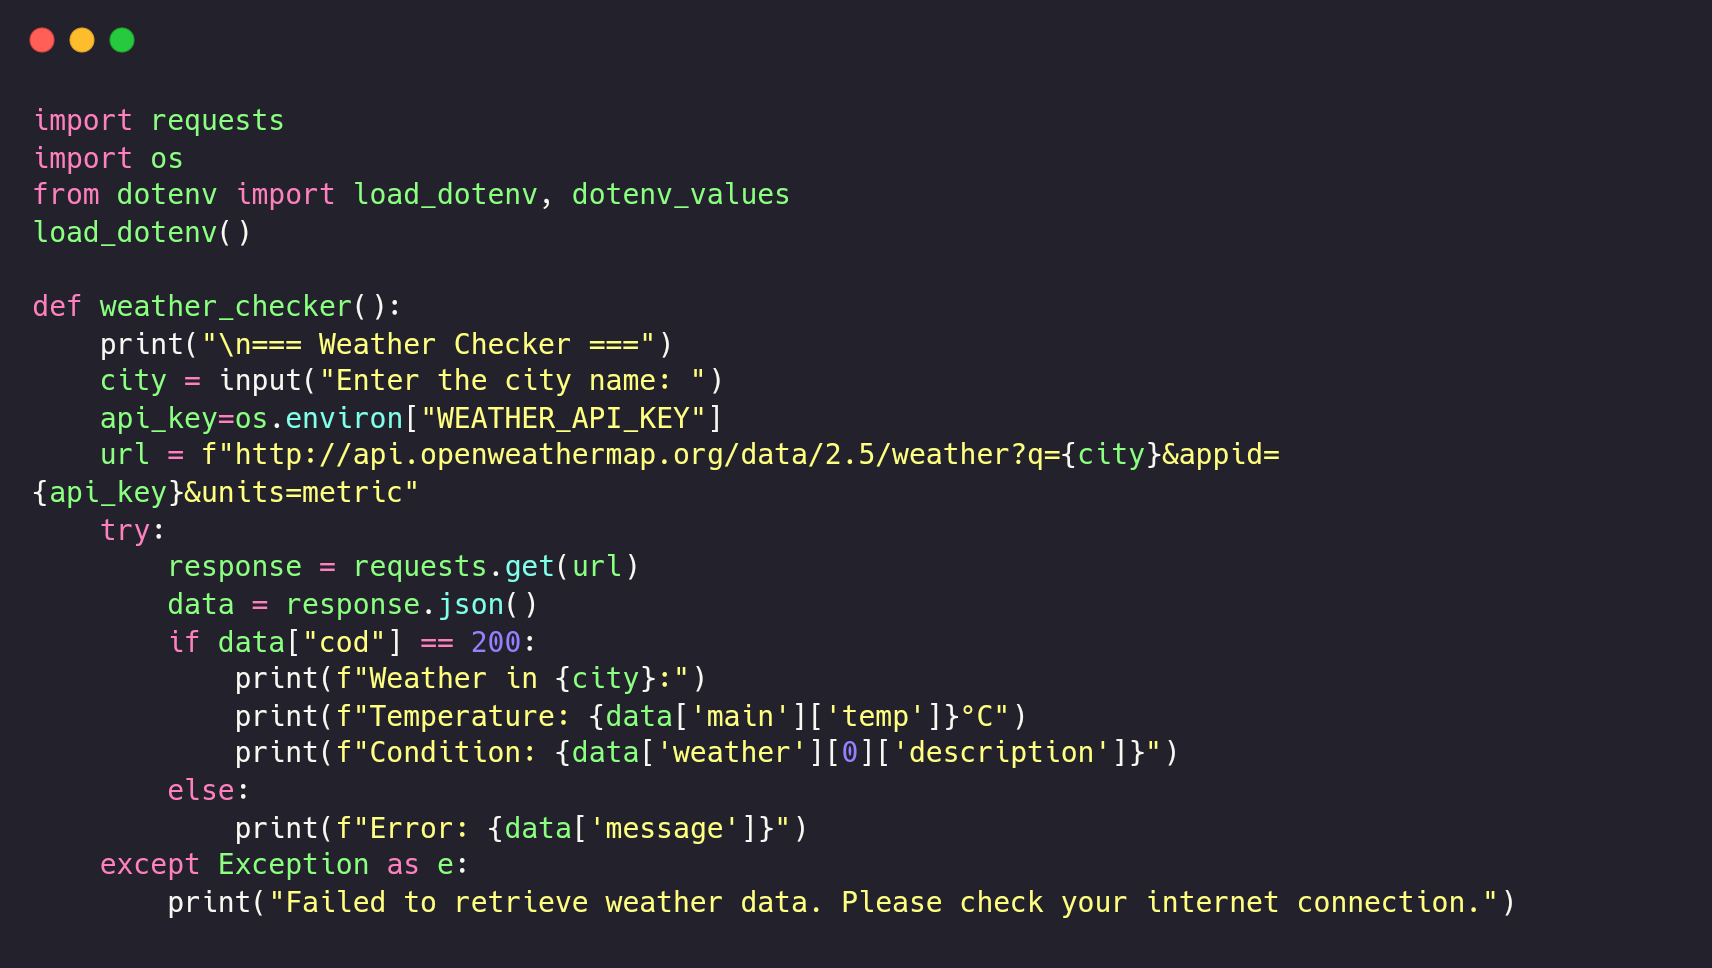 import requests
import os
from dotenv import load_dotenv, dotenv_values
load_dotenv()

def weather_checker():
    print("\n=== Weather Checker ===")
    city = input("Enter the city name: ")
    api_key=os.environ["WEATHER_API_KEY"]
    url = f"http://api.openweathermap.org/data/2.5/weather?q={city}&appid=
{api_key}&units=metric"
    try:
        response = requests.get(url)
        data = response.json()
        if data["cod"] == 200:
            print(f"Weather in {city}:")
            print(f"Temperature: {data['main']['temp']}°C")
            print(f"Condition: {data['weather'][0]['description']}")
        else:
            print(f"Error: {data['message']}")
    except Exception as e:
        print("Failed to retrieve weather data. Please check your internet connection.")